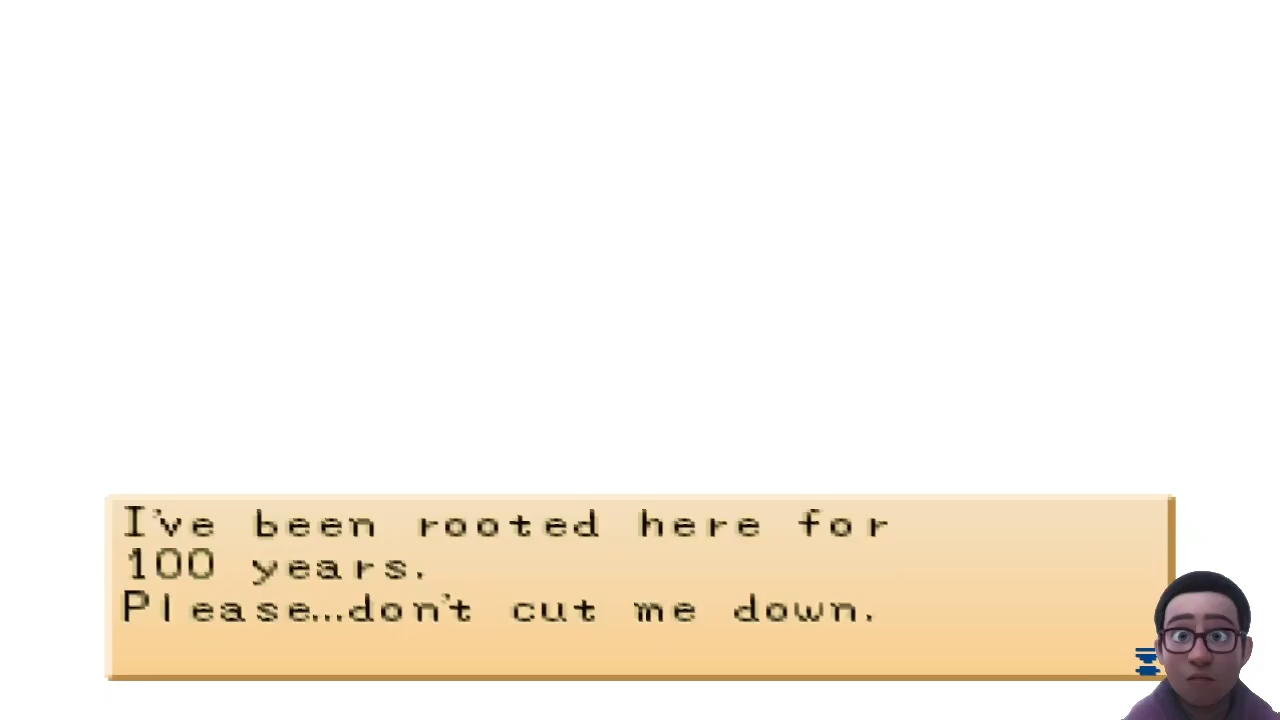 I've been rooted here for
100 years.
Please...don't cut me down.